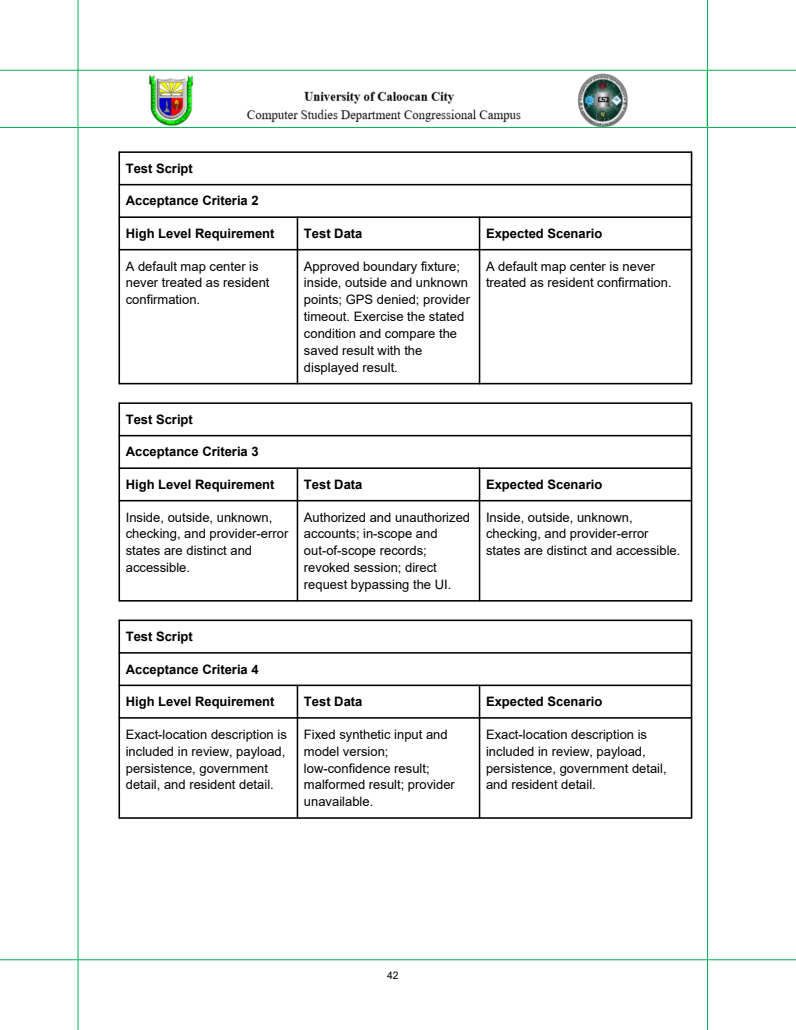 University of Caloocan City
Computer Studies Department Congressional Campus
Test Script
Acceptance Criteria 2
High Level Requirement
Test Data
Expected Scenario
A default map center is
never treated as resident
confirmation.
Approved boundary fixture;
inside, outside and unknown
points; GPS denied; provider
timeout. Exercise the stated
condition and compare the
saved result with the
displayed result.
A default map center is never
treated as resident confirmation.
Test Script
Acceptance Criteria 3
High Level Requirement
Test Data
Expected Scenario
Inside, outside, unknown,
checking, and provider-error
states are distinct and
accessible.
Authorized and unauthorized
accounts; in-scope and
out-of-scope records;
revoked session; direct
request bypassing the UI.
Inside, outside, unknown,
checking, and provider-error
states are distinct and accessible.
Test Script
Acceptance Criteria 4
High Level Requirement
Test Data
Expected Scenario
Exact-location description is
included in review, payload,
persistence, government
detail, and resident detail.
Fixed synthetic input and
model version;
low-confidence result;
malformed result; provider
unavailable.
Exact-location description is
included in review, payload,
persistence, government detail,
and resident detail.
42